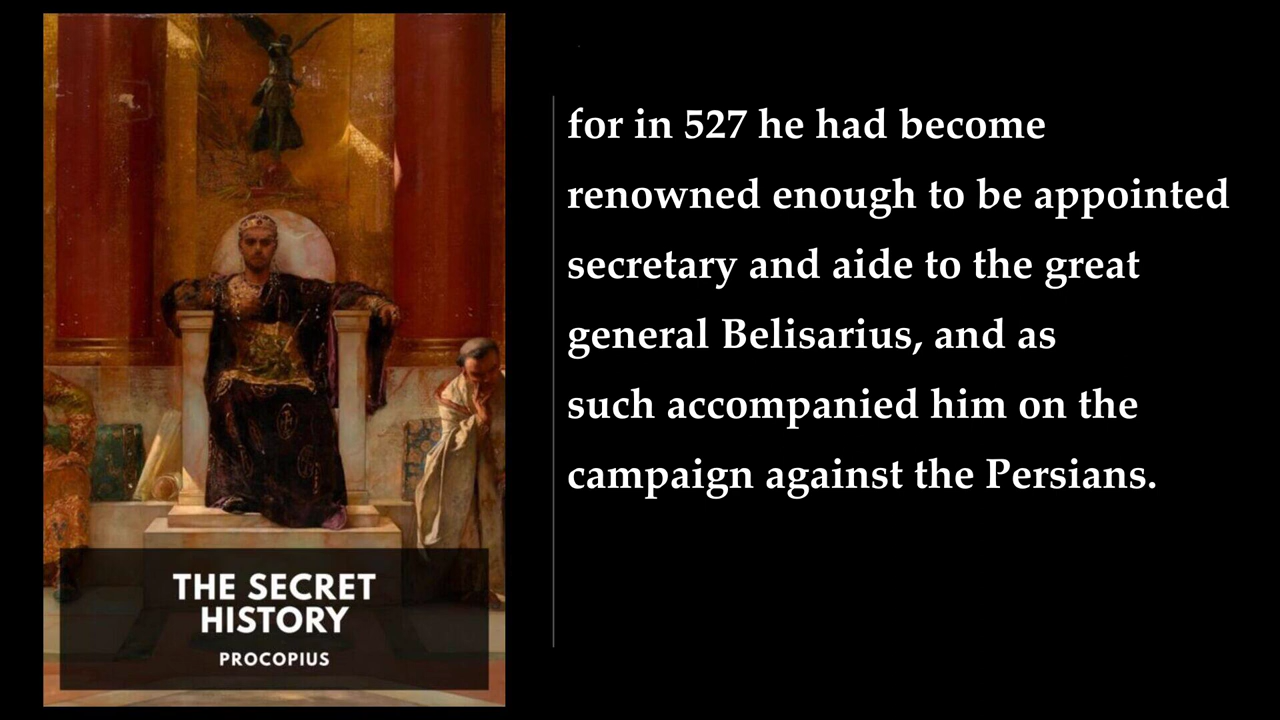 for in 527 he had become
renowned enough to be appointed
secretary and aide to the great
general Belisarius, and as
such accompanied him on the
campaign against the Persians.
THE SECRET
HISTORY
PROCOPIUS